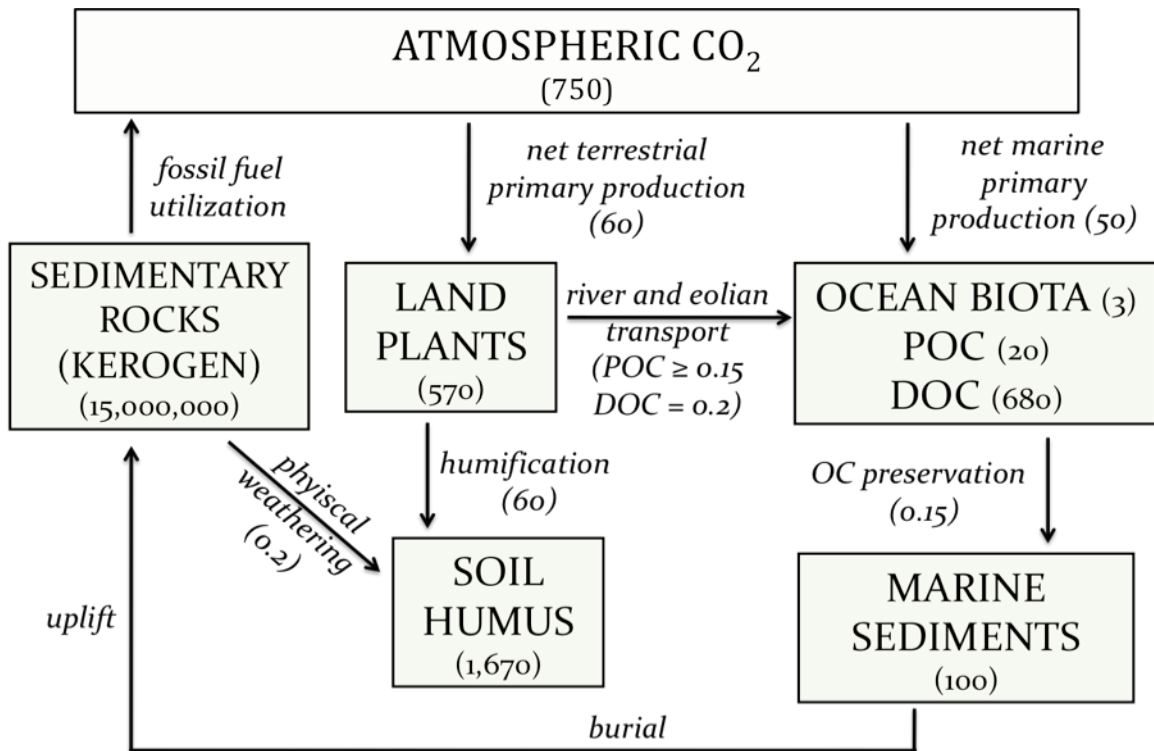 ATMOSPHERIC CO₂
(750)
fossil fuel
utilization
net terrestrial
primary production
(60)
net marine
primary
production (50)
SEDIMENTARY
ROCKS
(KEROGEN)
(15,000,000)
LAND
PLANTS
(570)
river and eolian
transport
(POC ≥ 0.15
DOC = 0.2)
OCEAN BIOTA (3)
POC (20)
DOC (680)
phyiscal
weathering
(0.2)
humification
(60)
OC preservation
(0.15)
SOIL
HUMUS
(1,670)
MARINE
SEDIMENTS
(100)
uplift
burial